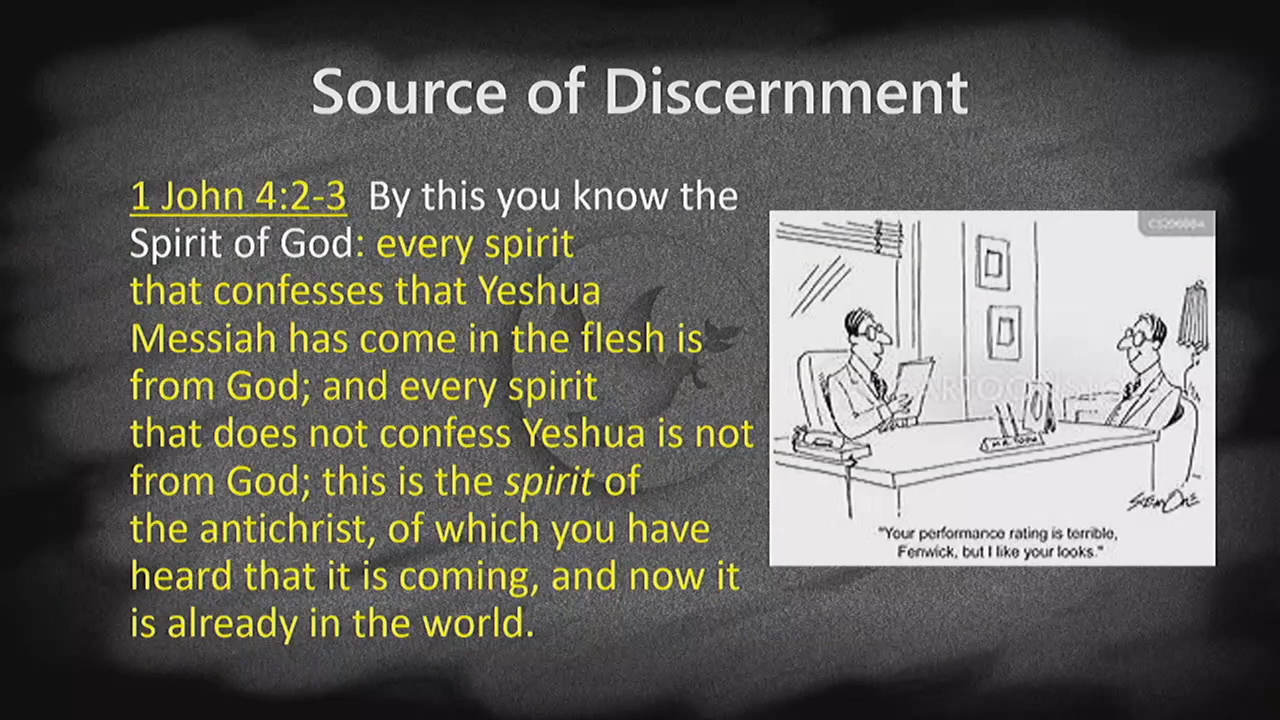 Source of Discernment
1 John 4:2-3 By this you know the
Spirit of God: every spirit
that confesses that Yeshua
Messiah has come in the flesh is
from God; and every spirit
that does not confess Yeshua is not
from God; this is the spirit of
the antichrist, of which you have
heard that it is coming, and now it
is already in the world.
"Your performance rating is terrible,
Fenwick, but I like your looks."